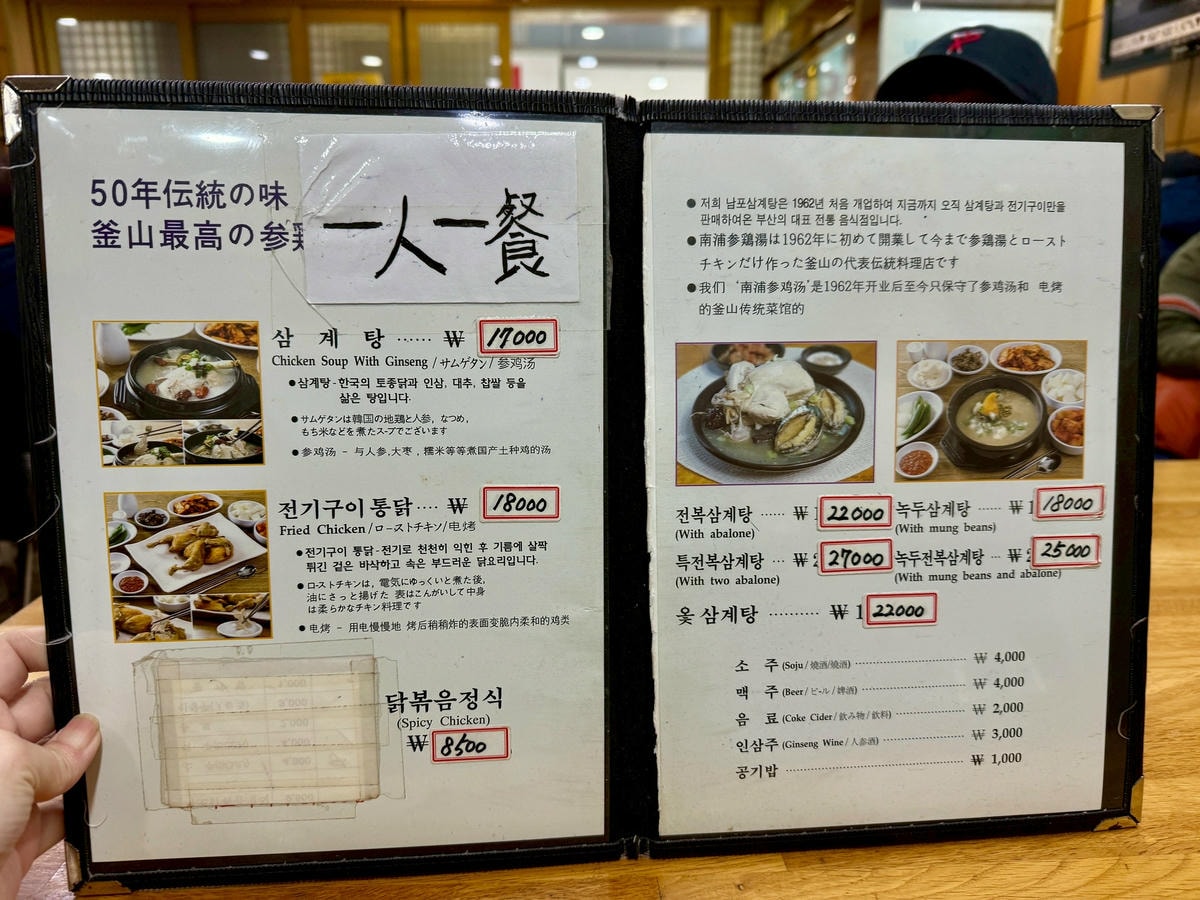 50年伝統の味
釜山最高の参鶏
一人一餐
삼 계 탕 ······ ₩ 17000
Chicken Soup With Ginseng / サムゲタン / 参鸡汤
●삼계탕 - 한국의 토종닭과 인삼, 대추, 찹쌀 등을
삶은 탕입니다.
●サムゲタンは韓国の地鶏と人参, なつめ,
もち米などを煮たスープでございます
●参鸡汤 - 与人参,大枣 , 糯米等等煮国产土种鸡的汤
전기구이 통닭···· ₩ 18000
Fried Chicken / ローストチキン / 电烤
●전기구이 통닭-전기로 천천히 익힌 후 기름에 살짝
튀긴 겉은 바삭하고 속은 부드러운 닭요리입니다.
●ローストチキンは, 電気にゆっくいと煮た後,
油にさっと揚げた 表はこんがいして中身
は柔らかなチキン料理です
●电烤 - 用电慢慢地 烤后稍稍炸的表面变脆内柔和的鸡类
닭볶음정식
(Spicy Chicken)
₩ 8500
●저희 남포삼계탕은 1962년 처음 개업하여 지금까지 오직 삼계탕과 전기구이만을
판매하여온 부산의 대표 전통 음식점입니다.
●南浦参鶏湯は1962年に初めて開業して今まで参鶏湯とロースト
チキンだけ作った釜山の代表伝統料理店です
●我们 '南浦参鸡汤'是1962年开业后至今只保守了参鸡汤和 电烤
的釜山传统菜馆的
전복삼계탕 ······ ₩ 22000
(With abalone)
특전복삼계탕 ··· ₩ 27000
(With two abalone)
옻 삼계탕 ·········· ₩ 1 22000
녹두삼계탕 ······ ₩ 1 18000
(With mung beans)
녹두전복삼계탕 ··· ₩ 25000
(With mung beans and abalone)
소 주 (Soju / 燒酒/燒酒) ········ ₩ 4,000
맥 주 (Beer / ビール / 啤酒) ········ ₩ 4,000
음 료 (Coke Cider / 飲み物 / 飮料) ········ ₩ 2,000
인삼주 (Ginseng Wine / 人参酒) ········ ₩ 3,000
공기밥 ········ ₩ 1,000